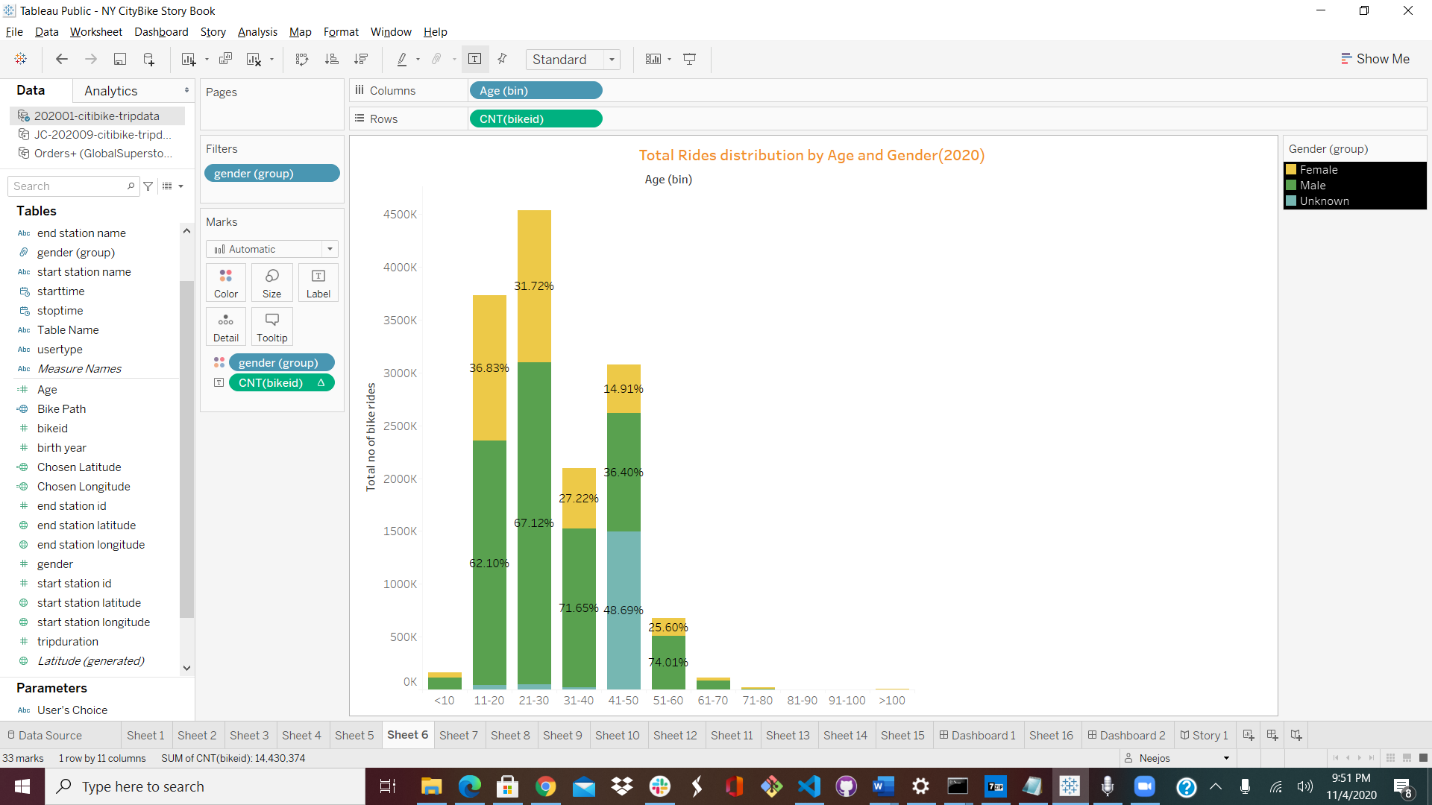 Tableau Public - NY CityBike Story Book
File Data Worksheet Dashboard Story Analysis Map Format Window Help
Standard
Show Me
Data Analytics
202001-citibike-tripdata
JC-202009-citibike-tripd...
Orders+ (GlobalSupersto...
Search
Tables
Abc end station name
gender (group)
Abc start station name
starttime
stoptime
Abc Table Name
Abc usertype
Abc Measure Names
Age
Bike Path
bikeid
birth year
Chosen Latitude
Chosen Longitude
end station id
end station latitude
end station longitude
gender
start station id
start station latitude
start station longitude
tripduration
Latitude (generated)
Parameters
Abc User's Choice
Pages
Filters
gender (group)
Marks
Automatic
Color Size Label
Detail Tooltip
gender (group)
CNT(bikeid) Δ
Columns Age (bin)
Rows CNT(bikeid)
Total Rides distribution by Age and Gender(2020)
Age (bin)
Total no of bike rides
4500K
4000K
3500K
3000K
2500K
2000K
1500K
1000K
500K
0K
31.72%
36.83%
14.91%
36.40%
27.22%
67.12%
62.10%
71.65%
48.69%
25.60%
74.01%
<10 11-20 21-30 31-40 41-50 51-60 61-70 71-80 81-90 91-100 >100
Gender (group)
Female
Male
Unknown
Data Source Sheet 1 Sheet 2 Sheet 3 Sheet 4 Sheet 5 Sheet 6 Sheet 7 Sheet 8 Sheet 9 Sheet 10 Sheet 12 Sheet 11 Sheet 13 Sheet 14 Sheet 15 Dashboard 1 Sheet 16 Dashboard 2 Story 1
33 marks 1 row by 11 columns SUM of CNT(bikeid): 14,430,374
Neejos
Type here to search
9:51 PM
11/4/2020
8